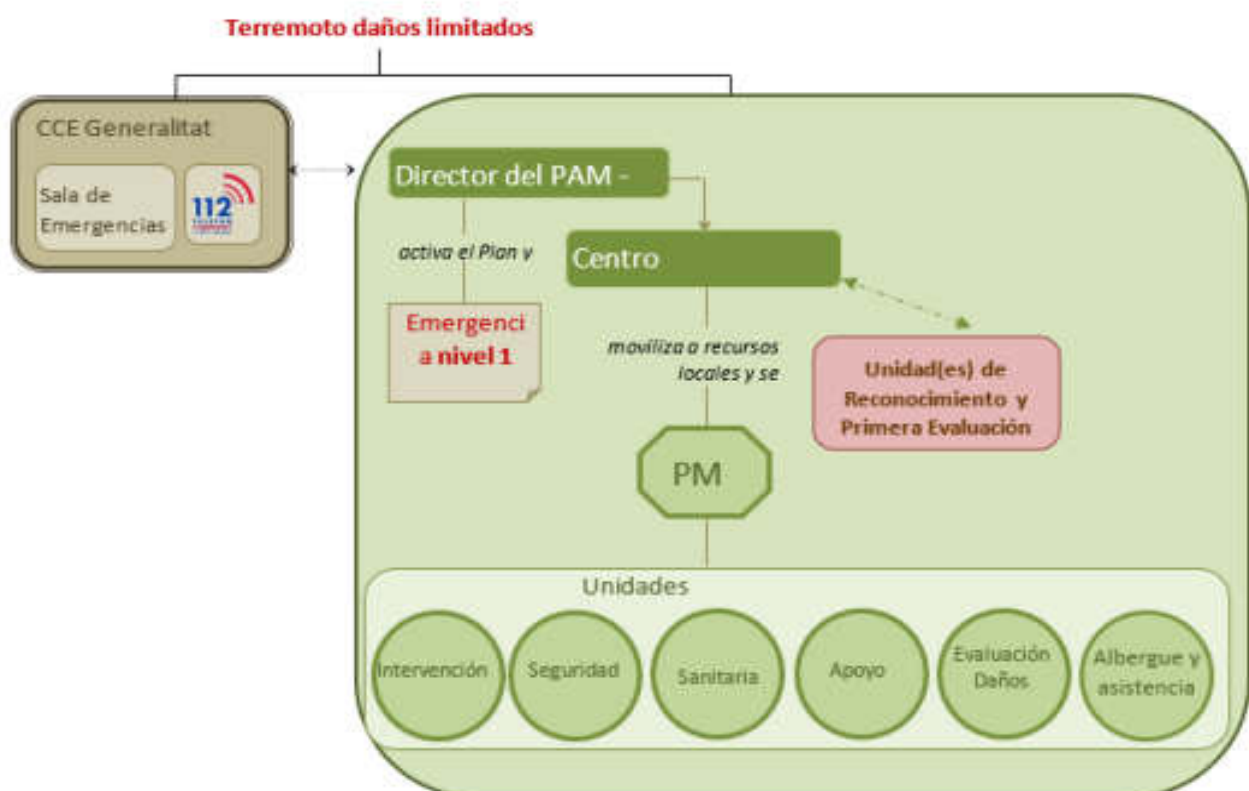 Terremoto daños limitados
CCE Generalitat
Sala de
Emergencias
112
Director del PAM -
activa el Plan y
Emergenci
a nivel 1
Centro
moviliza a recursos
locales y se
Unidad(es) de
Reconocimiento y
Primera Evaluación
PM
Unidades
Intervención
Seguridad
Sanitaria
Apoyo
Evaluación
Daños
Albergue y
asistencia